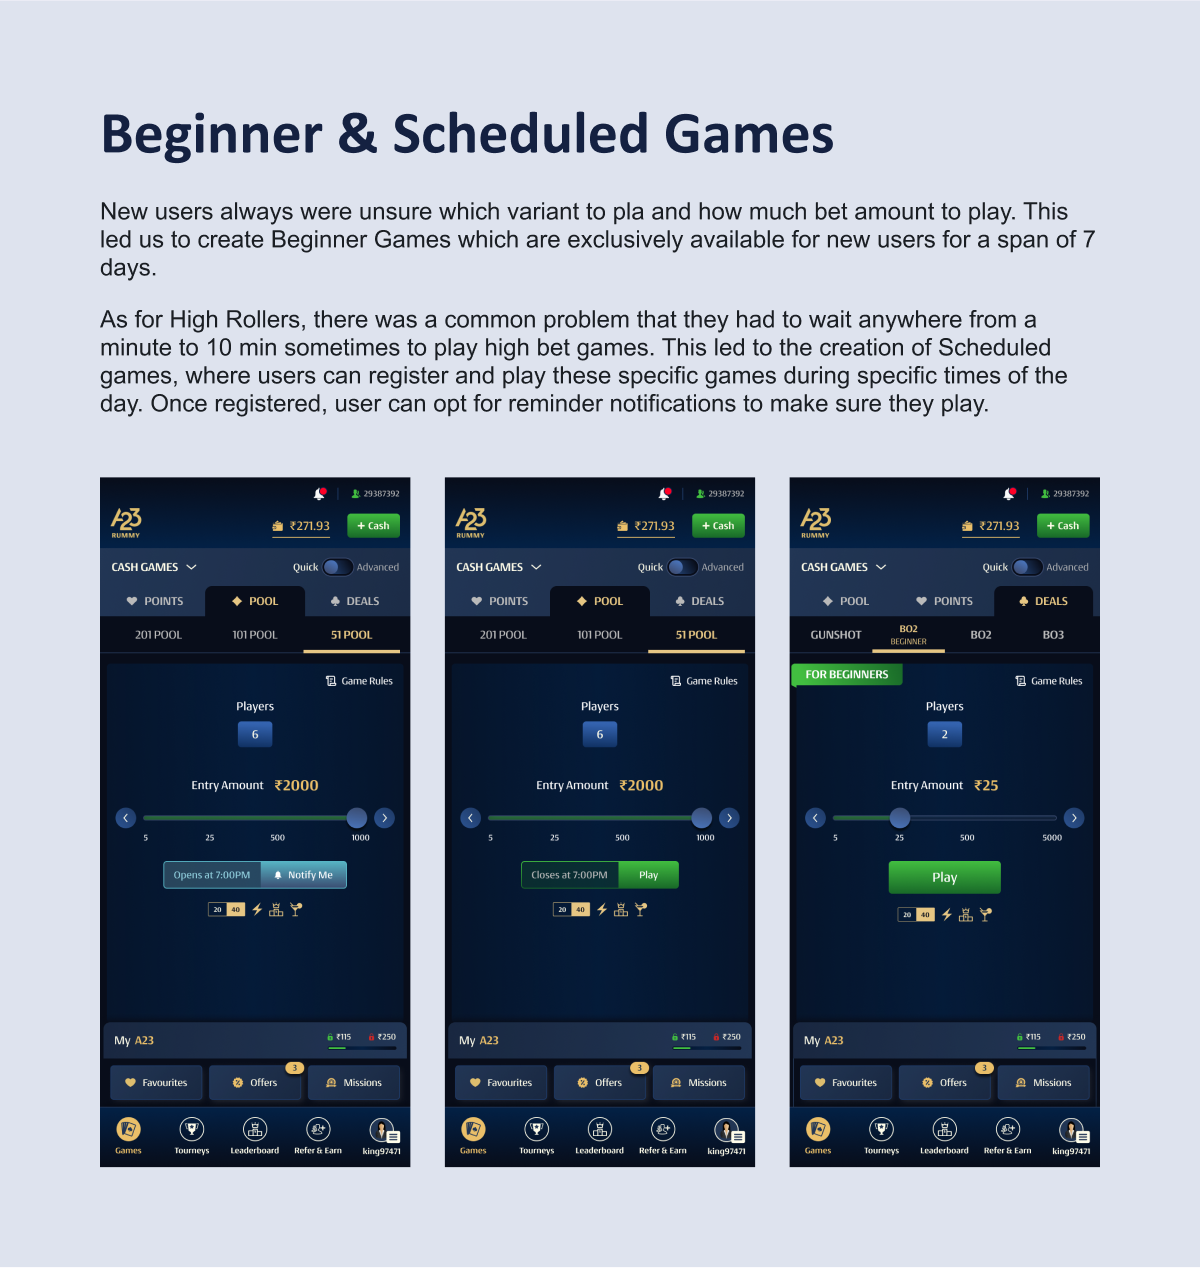 Beginner & Scheduled Games
New users always were unsure which variant to pla and how much bet amount to play. This
led us to create Beginner Games which are exclusively available for new users for a span of 7
days.
As for High Rollers, there was a common problem that they had to wait anywhere from a
minute to 10 min sometimes to play high bet games. This led to the creation of Scheduled
games, where users can register and play these specific games during specific times of the
day. Once registered, user can opt for reminder notifications to make sure they play.
29387392
A23
RUMMY
₹271.93
+ Cash
CASH GAMES
Quick
Advanced
POINTS
POOL
DEALS
201 POOL
101 POOL
51 POOL
Game Rules
Players
6
Entry Amount ₹2000
5 25 500 1000
Opens at 7:00PM
Notify Me
20 40
My A23
₹115
₹250
3
Favourites
Offers
Missions
Games
Tourneys
Leaderboard
Refer & Earn
king97471
29387392
A23
RUMMY
₹271.93
+ Cash
CASH GAMES
Quick
Advanced
POINTS
POOL
DEALS
201 POOL
101 POOL
51 POOL
Game Rules
Players
6
Entry Amount ₹2000
5 25 500 1000
Closes at 7:00PM
Play
20 40
My A23
₹115
₹250
3
Favourites
Offers
Missions
Games
Tourneys
Leaderboard
Refer & Earn
king97471
29387392
A23
RUMMY
₹271.93
+ Cash
CASH GAMES
Quick
Advanced
POOL
POINTS
DEALS
GUNSHOT
BO2
BEGINNER
BO2
BO3
FOR BEGINNERS
Game Rules
Players
2
Entry Amount ₹25
5 25 500 5000
Play
20 40
My A23
₹115
₹250
3
Favourites
Offers
Missions
Games
Tourneys
Leaderboard
Refer & Earn
king97471